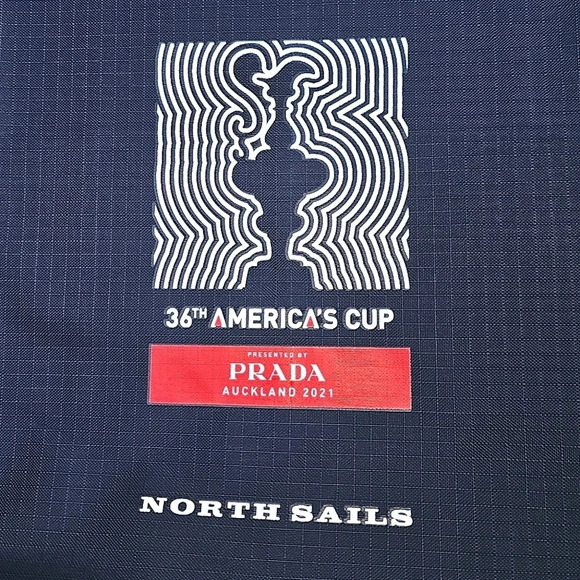 36TH AMERICA'S CUP
PRESENTED BY
PRADA
AUCKLAND 2021
NORTH SAILS